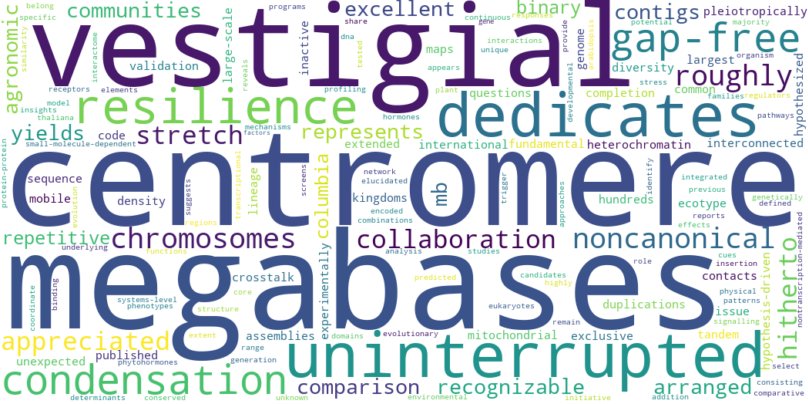 belong
communities
programs
excellent
binary
contigs
pleiotropically
specific
share
continuous
responses
potential
majority
vestigial
agronomic
similarity
interactome
large-scale
validation
inactive
profiling
dna
gene
maps
tested
interactions
appears
unique
provide
arabidopsis
genome
gap-free
diversity
largest
organism
roughly
hypothesized
receptors
elements
reveals
resilience
plant
questions
developmental
completion
stress
common
insights
model
hormones
dedicates
families
regulators
thaliana
yields
code
stretch
mechanisms
factors
represents
extended
international
fundamental
heterochromatin
pathways
interconnected
small-molecule-dependent
protein-protein
centromere
sequence
mobile
evolution
density
suggests
regions
transcriptional
lineage
screens
columbia
network
elucidated
kingdoms
encoded
combinations
mb
trigger
approaches
hundreds
ecotype
identify
integrated
previous
defined
reports
effects
genetically
repetitive
chromosomes
collaboration
noncanonical
hitherto
underlying
functions
analysis
studies
role
insertion
cues
contacts
megabases
coordinate
binding
systems-level
phenotypes
crosstalk
core
structure
experimentally
predicted
highly
candidates
eukaryotes
remain
physical
patterns
signalling
duplications
hypothesis-driven
nontranscription-mediated
appreciated
extent
assemblies
domains
evolutionary
mitochondrial
exclusive
issue
tandem
unexpected
published
phytohormones
range
generation
uninterrupted
select
consisting
comparative
condensation
determinants
conserved
unknown
comparison
environmental
recognizable
addition
initiative
arranged